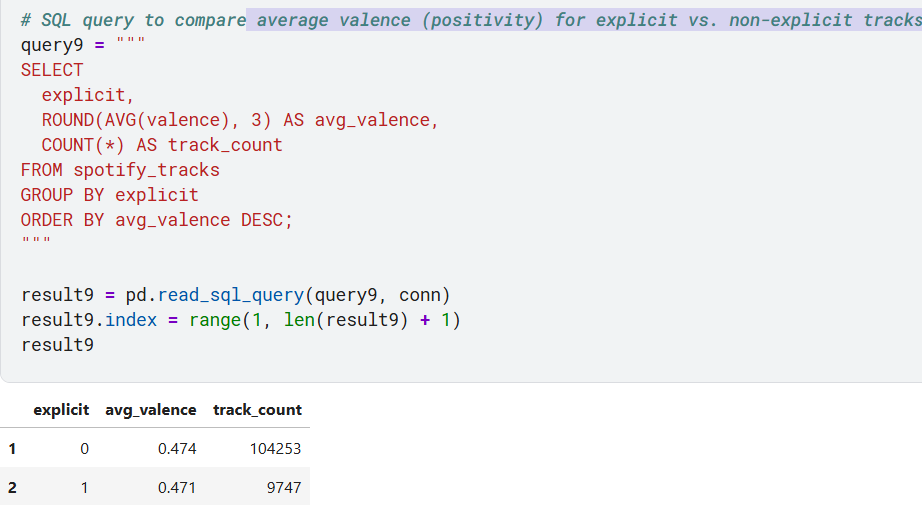 # SQL query to compare average valence (positivity) for explicit vs. non-explicit tracks
query9 = """
SELECT
explicit,
ROUND(AVG(valence), 3) AS avg_valence,
COUNT(*) AS track_count
FROM spotify_tracks
GROUP BY explicit
ORDER BY avg_valence DESC;
"""
result9 = pd.read_sql_query(query9, conn)
result9.index = range(1, len(result9) + 1)
result9
explicit avg_valence track_count
1 0 0.474 104253
2 1 0.471 9747